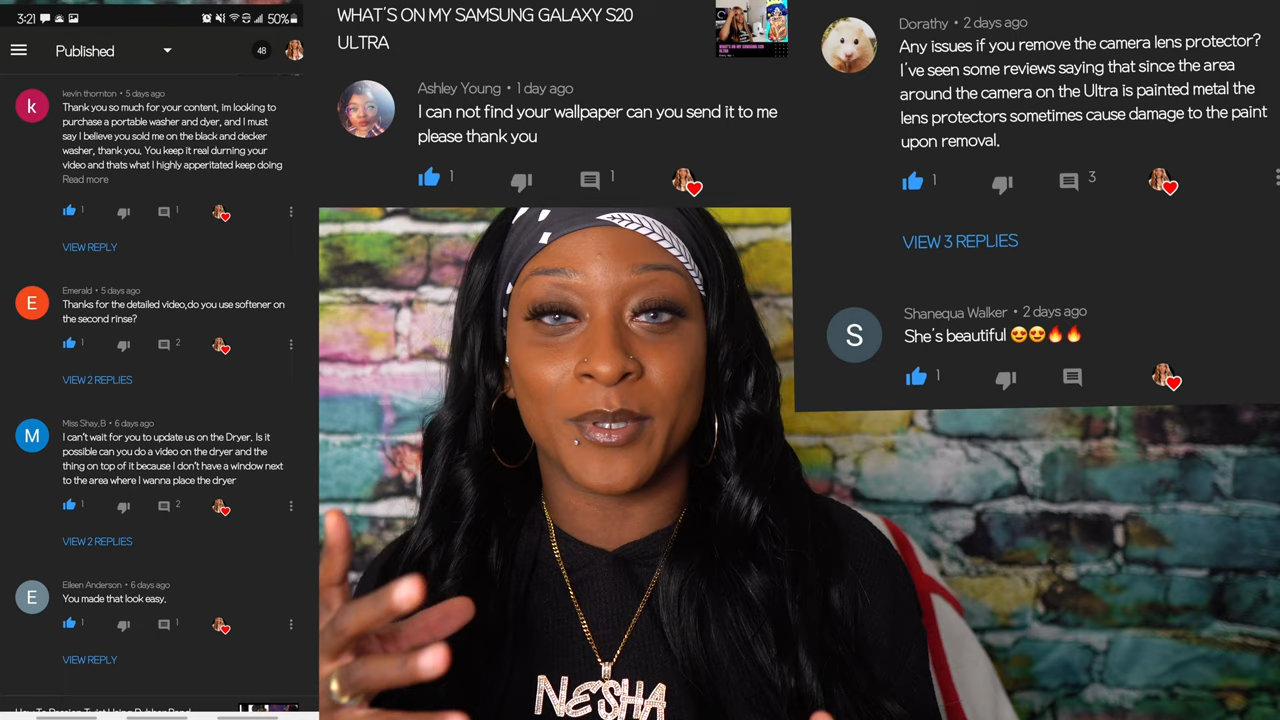 3:21
50%
Published
48
kevin thornton • 5 days ago
Thank you so much for your content, im looking to
purchase a portable washer and dyer, and I must
say I believe you sold me on the black and decker
washer, thank you. You keep it real durning your
video and thats what I highly apperitated keep doing
Read more
1
1
VIEW REPLY
E
Emerald • 5 days ago
Thanks for the detailed video,do you use softener on
the second rinse?
1
2
VIEW 2 REPLIES
M
Miss Shay.B • 6 days ago
I can't wait for you to update us on the Dryer. Is it
possible can you do a video on the dryer and the
thing on top of it because I don't have a window next
to the area where I wanna place the dryer
1
2
VIEW 2 REPLIES
E
Eileen Anderson • 6 days ago
You made that look easy.
1
1
VIEW REPLY
k
WHAT'S ON MY SAMSUNG GALAXY S20
ULTRA
Ashley Young • 1 day ago
I can not find your wallpaper can you send it to me
please thank you
1
1
Dorathy • 2 days ago
Any issues if you remove the camera lens protector?
I've seen some reviews saying that since the area
around the camera on the Ultra is painted metal the
lens protectors sometimes cause damage to the paint
upon removal.
1
3
VIEW 3 REPLIES
S
Shanequa Walker • 2 days ago
She's beautiful 😍😍🔥🔥
1
NESHA